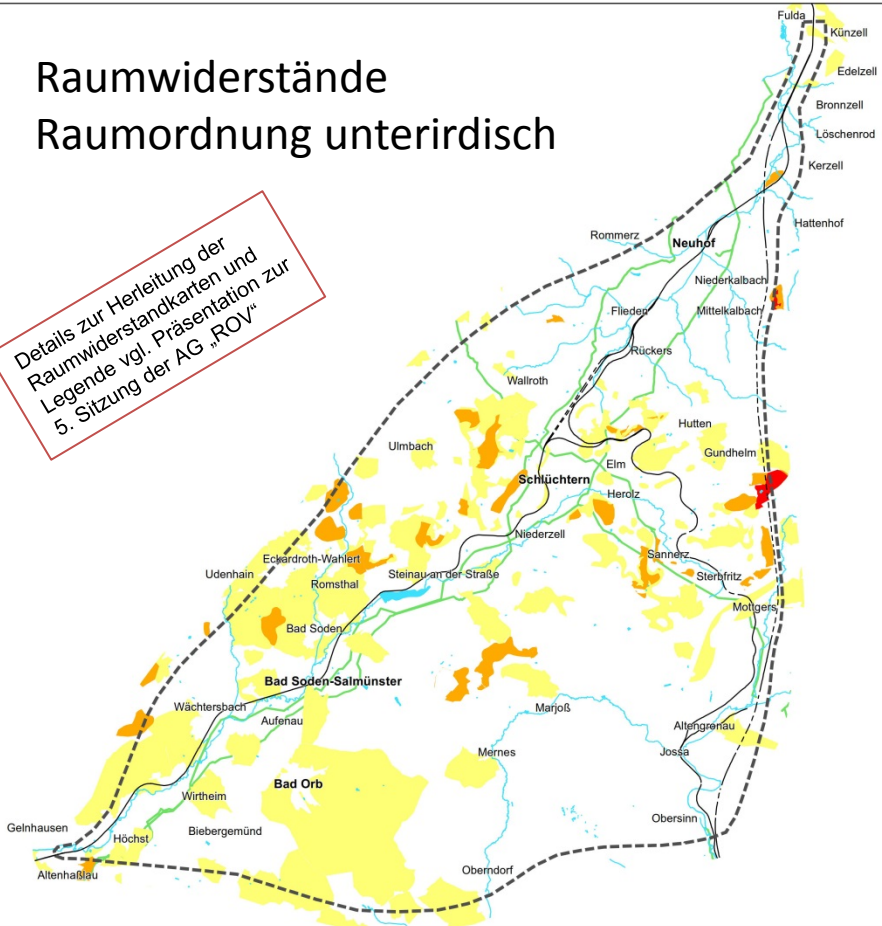 Raumwiderstände
Raumordnung unterirdisch
Details zur Herleitung der
Raumwiderstandkarten und
Legende vgl. Präsentation zur
5. Sitzung der AG „ROV“
Fulda
Künzell
Edelzell
Bronnzell
Löschenrod
Kerzell
Hattenhof
Rommerz
Neuhof
Niederkalbach
Flieden
Mittelkalbach
Rückers
Wallroth
Hutten
Ulmbach
Gundhelm
Elm
Schlüchtern
Herolz
Niederzell
Eckardroth-Wahlert
Sannerz
Udenhain
Steinau an der Straße
Sterbfritz
Romsthal
Mottgers
Bad Soden
Bad Soden-Salmünster
Wächtersbach
Marjoß
Aufenau
Altengronau
Mernes
Jossa
Bad Orb
Wirtheim
Obersinn
Gelnhausen
Höchst
Biebergemünd
Altenhaßlau
Oberndorf